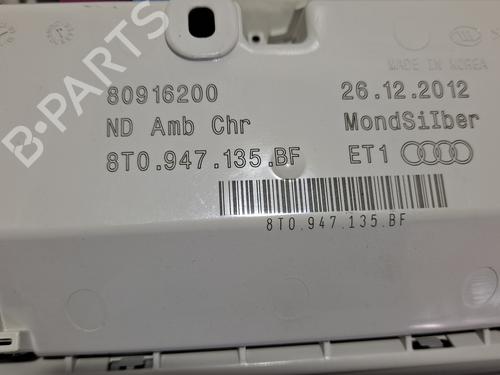 MADE IN KOREA
80916200 26.12.2012
ND Amb Chr MondSilber
8T0.947.135.BF ET1
8T0.947.135.BF
B-PARTS